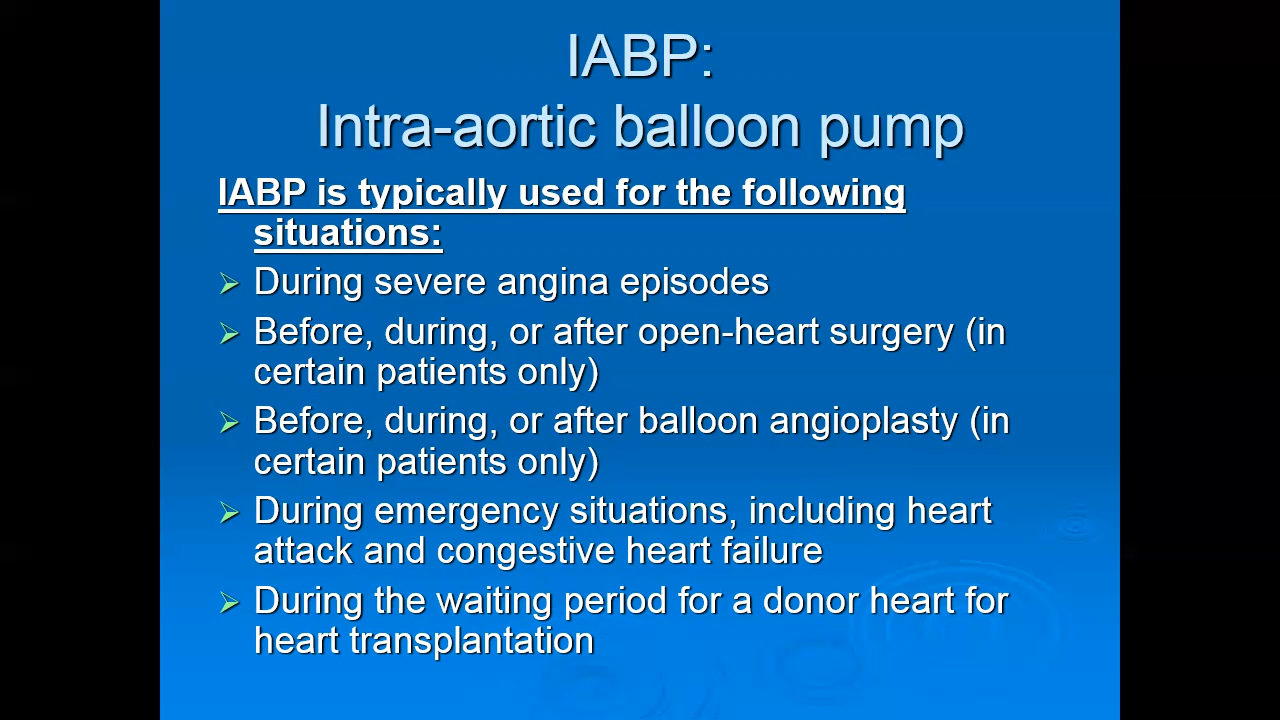 IABP:
Intra-aortic balloon pump
IABP is typically used for the following
situations:
During severe angina episodes
Before, during, or after open-heart surgery (in
certain patients only)
Before, during, or after balloon angioplasty (in
certain patients only)
During emergency situations, including heart
attack and congestive heart failure
During the waiting period for a donor heart for
heart transplantation